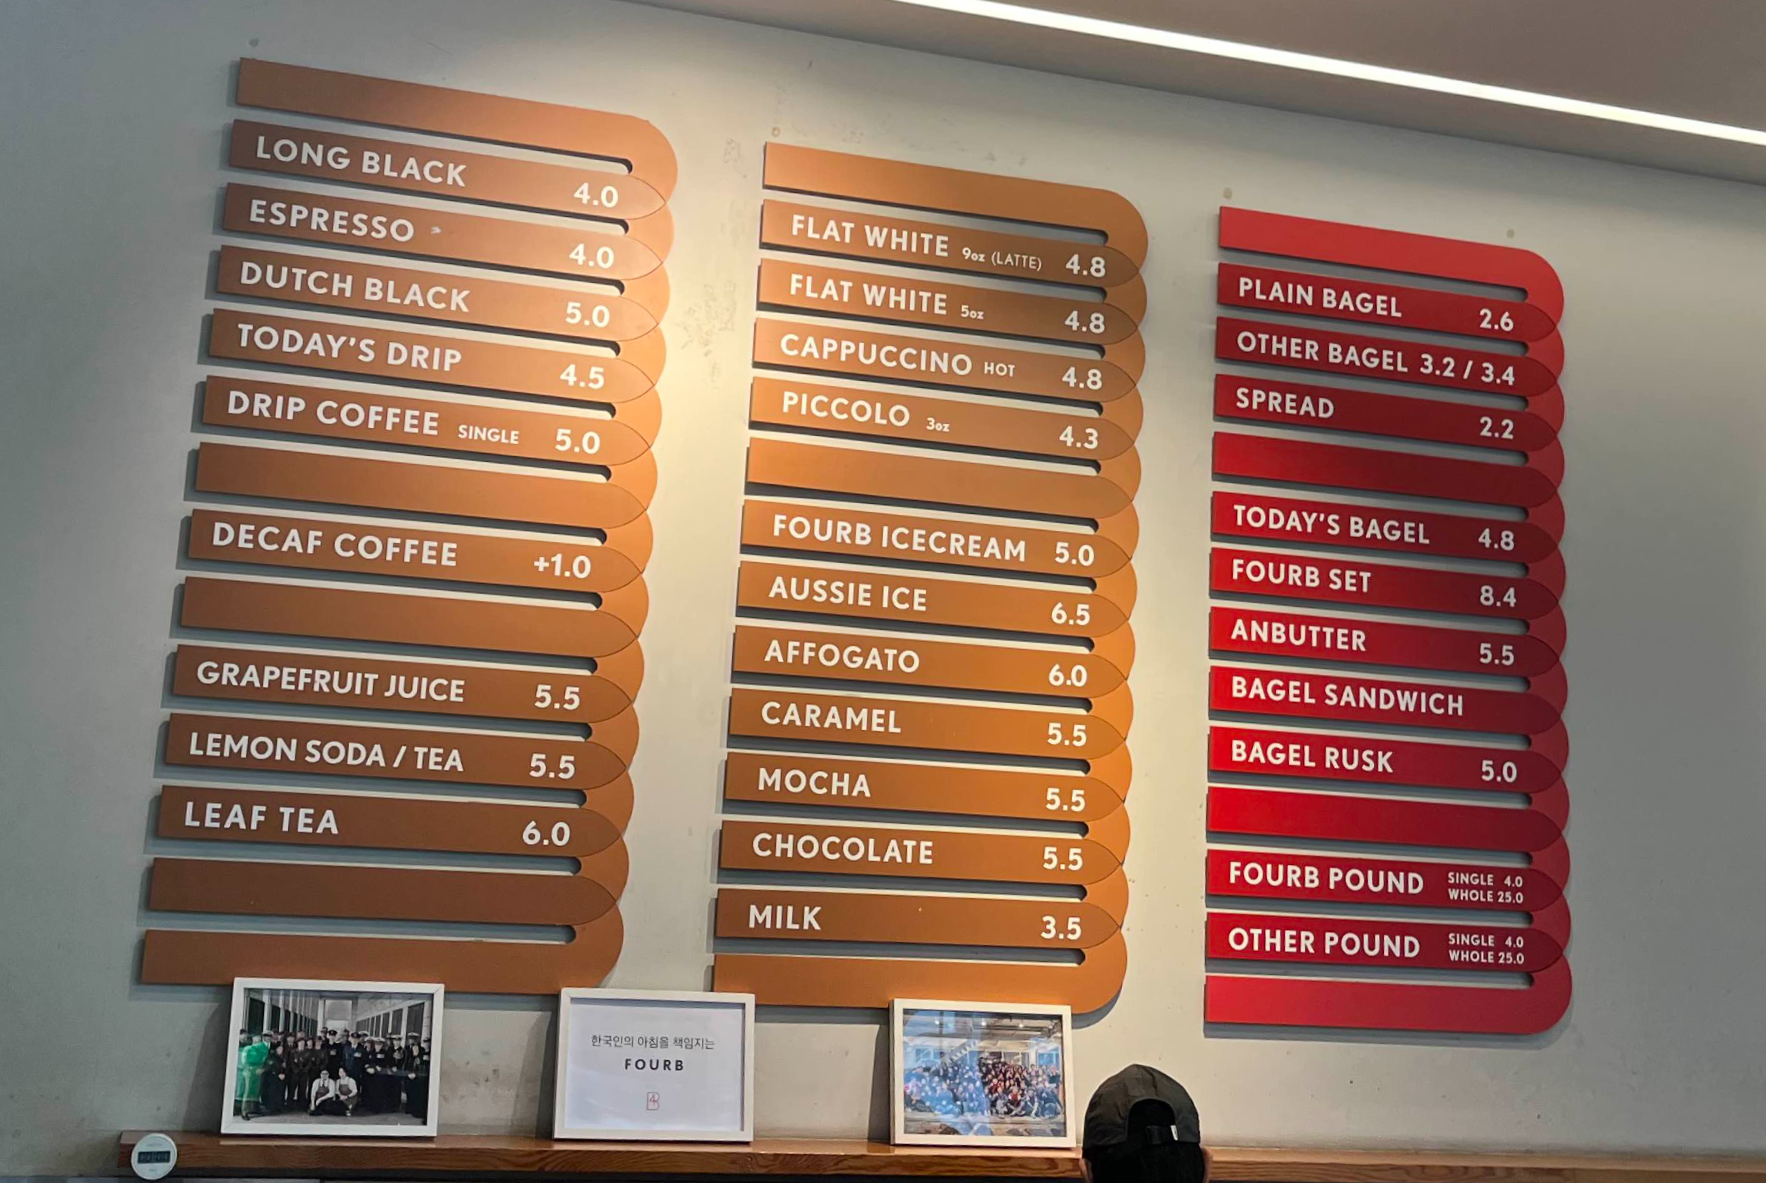 LONG BLACK 4.0
ESPRESSO 4.0
DUTCH BLACK 5.0
TODAY'S DRIP 4.5
DRIP COFFEE SINGLE 5.0
DECAF COFFEE +1.0
GRAPEFRUIT JUICE 5.5
LEMON SODA / TEA 5.5
LEAF TEA 6.0
FLAT WHITE 9oz (LATTE) 4.8
FLAT WHITE 5oz 4.8
CAPPUCCINO HOT 4.8
PICCOLO 3oz 4.3
FOURB ICECREAM 5.0
AUSSIE ICE 6.5
AFFOGATO 6.0
CARAMEL 5.5
MOCHA 5.5
CHOCOLATE 5.5
MILK 3.5
PLAIN BAGEL 2.6
OTHER BAGEL 3.2 / 3.4
SPREAD 2.2
TODAY'S BAGEL 4.8
FOURB SET 8.4
ANBUTTER 5.5
BAGEL SANDWICH
BAGEL RUSK 5.0
FOURB POUND SINGLE 4.0
WHOLE 25.0
OTHER POUND SINGLE 4.0
WHOLE 25.0
한국인의 아침을 책임지는
FOURB
4B